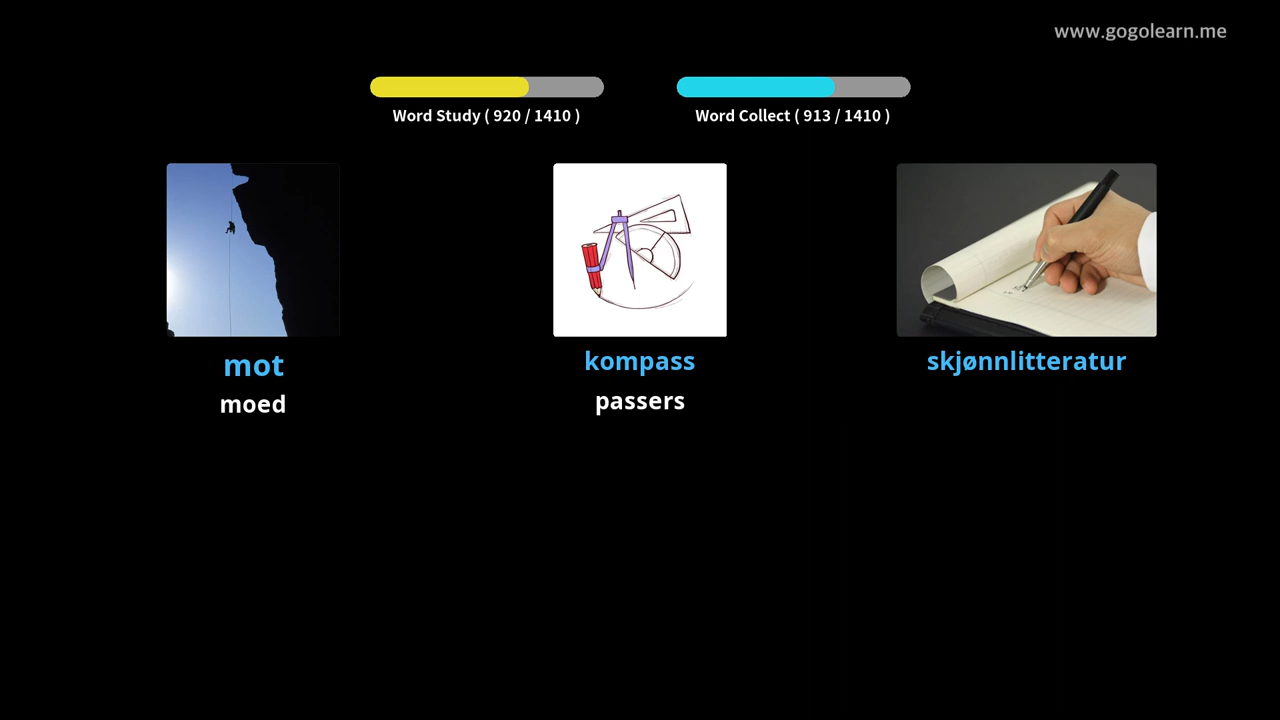 www.gogolearn.me
Word Study ( 920 / 1410 )
Word Collect ( 913 / 1410 )
mot
moed
kompass
passers
skjønnlitteratur